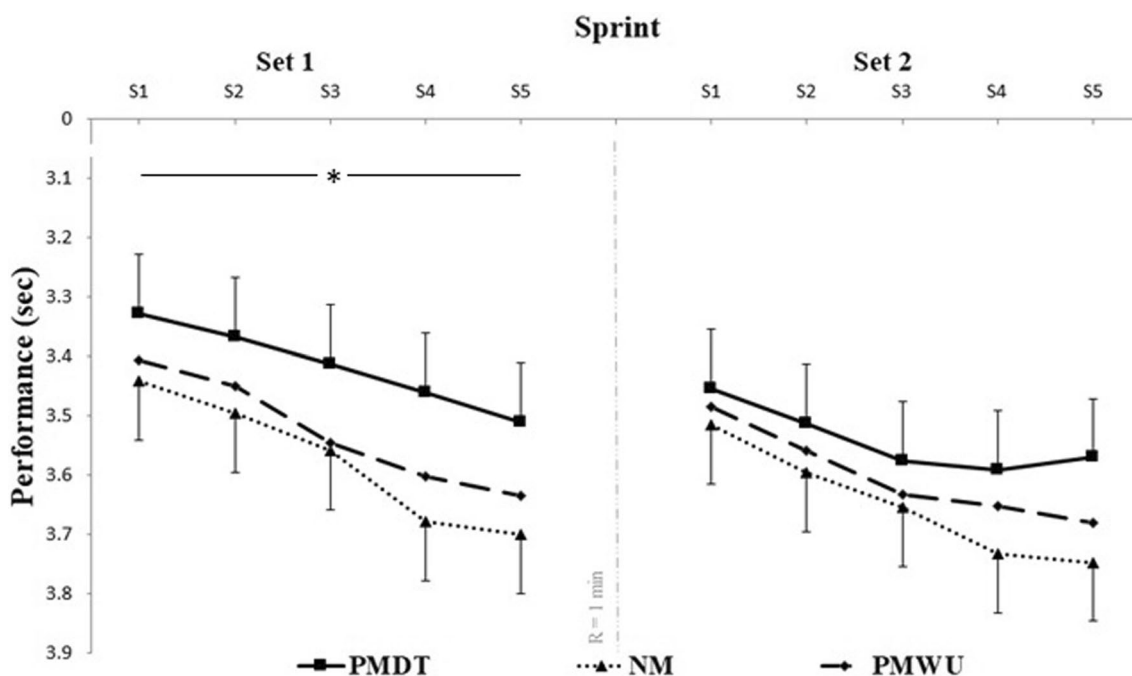 Sprint
Set 1 Set 2
S1 S2 S3 S4 S5 S1 S2 S3 S4 S5
0
3.1
*
3.2
3.3
3.4
3.5
3.6
3.7
3.8
3.9
Performance (sec)
R = 1 min
PMDT NM PMWU